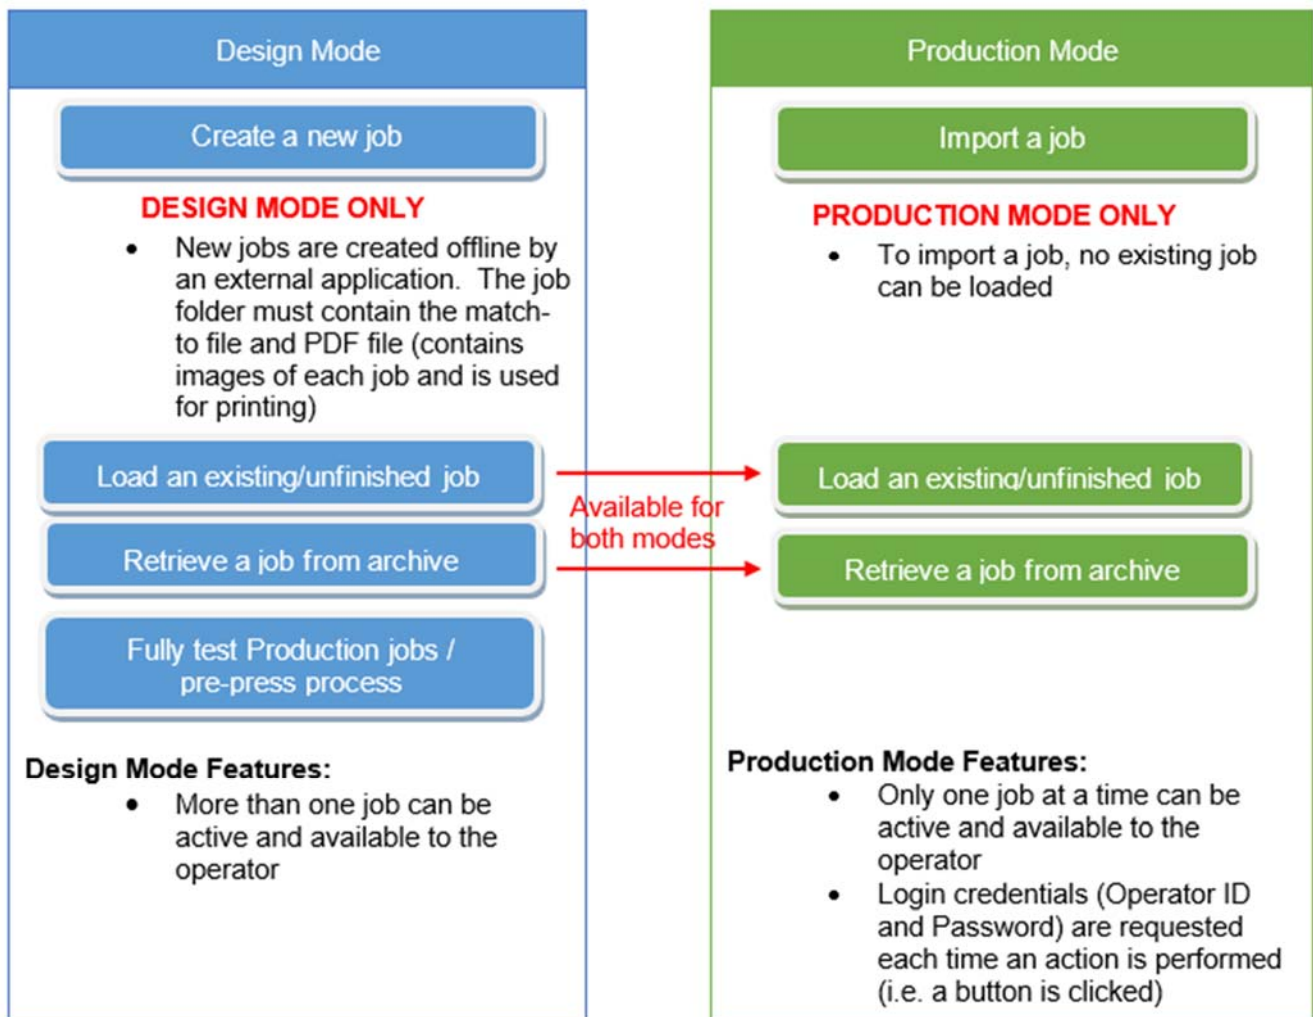 Design Mode
Create a new job
DESIGN MODE ONLY
• New jobs are created offline by
an external application.  The job
folder must contain the match-
to file and PDF file (contains
images of each job and is used
for printing)
Load an existing/unfinished job
Retrieve a job from archive
Fully test Production jobs /
pre-press process
Design Mode Features:
• More than one job can be
active and available to the
operator
Available for
both modes
Production Mode
Import a job
PRODUCTION MODE ONLY
• To import a job, no existing job
can be loaded
Load an existing/unfinished job
Retrieve a job from archive
Production Mode Features:
• Only one job at a time can be
active and available to the
operator
• Login credentials (Operator ID
and Password) are requested
each time an action is performed
(i.e. a button is clicked)